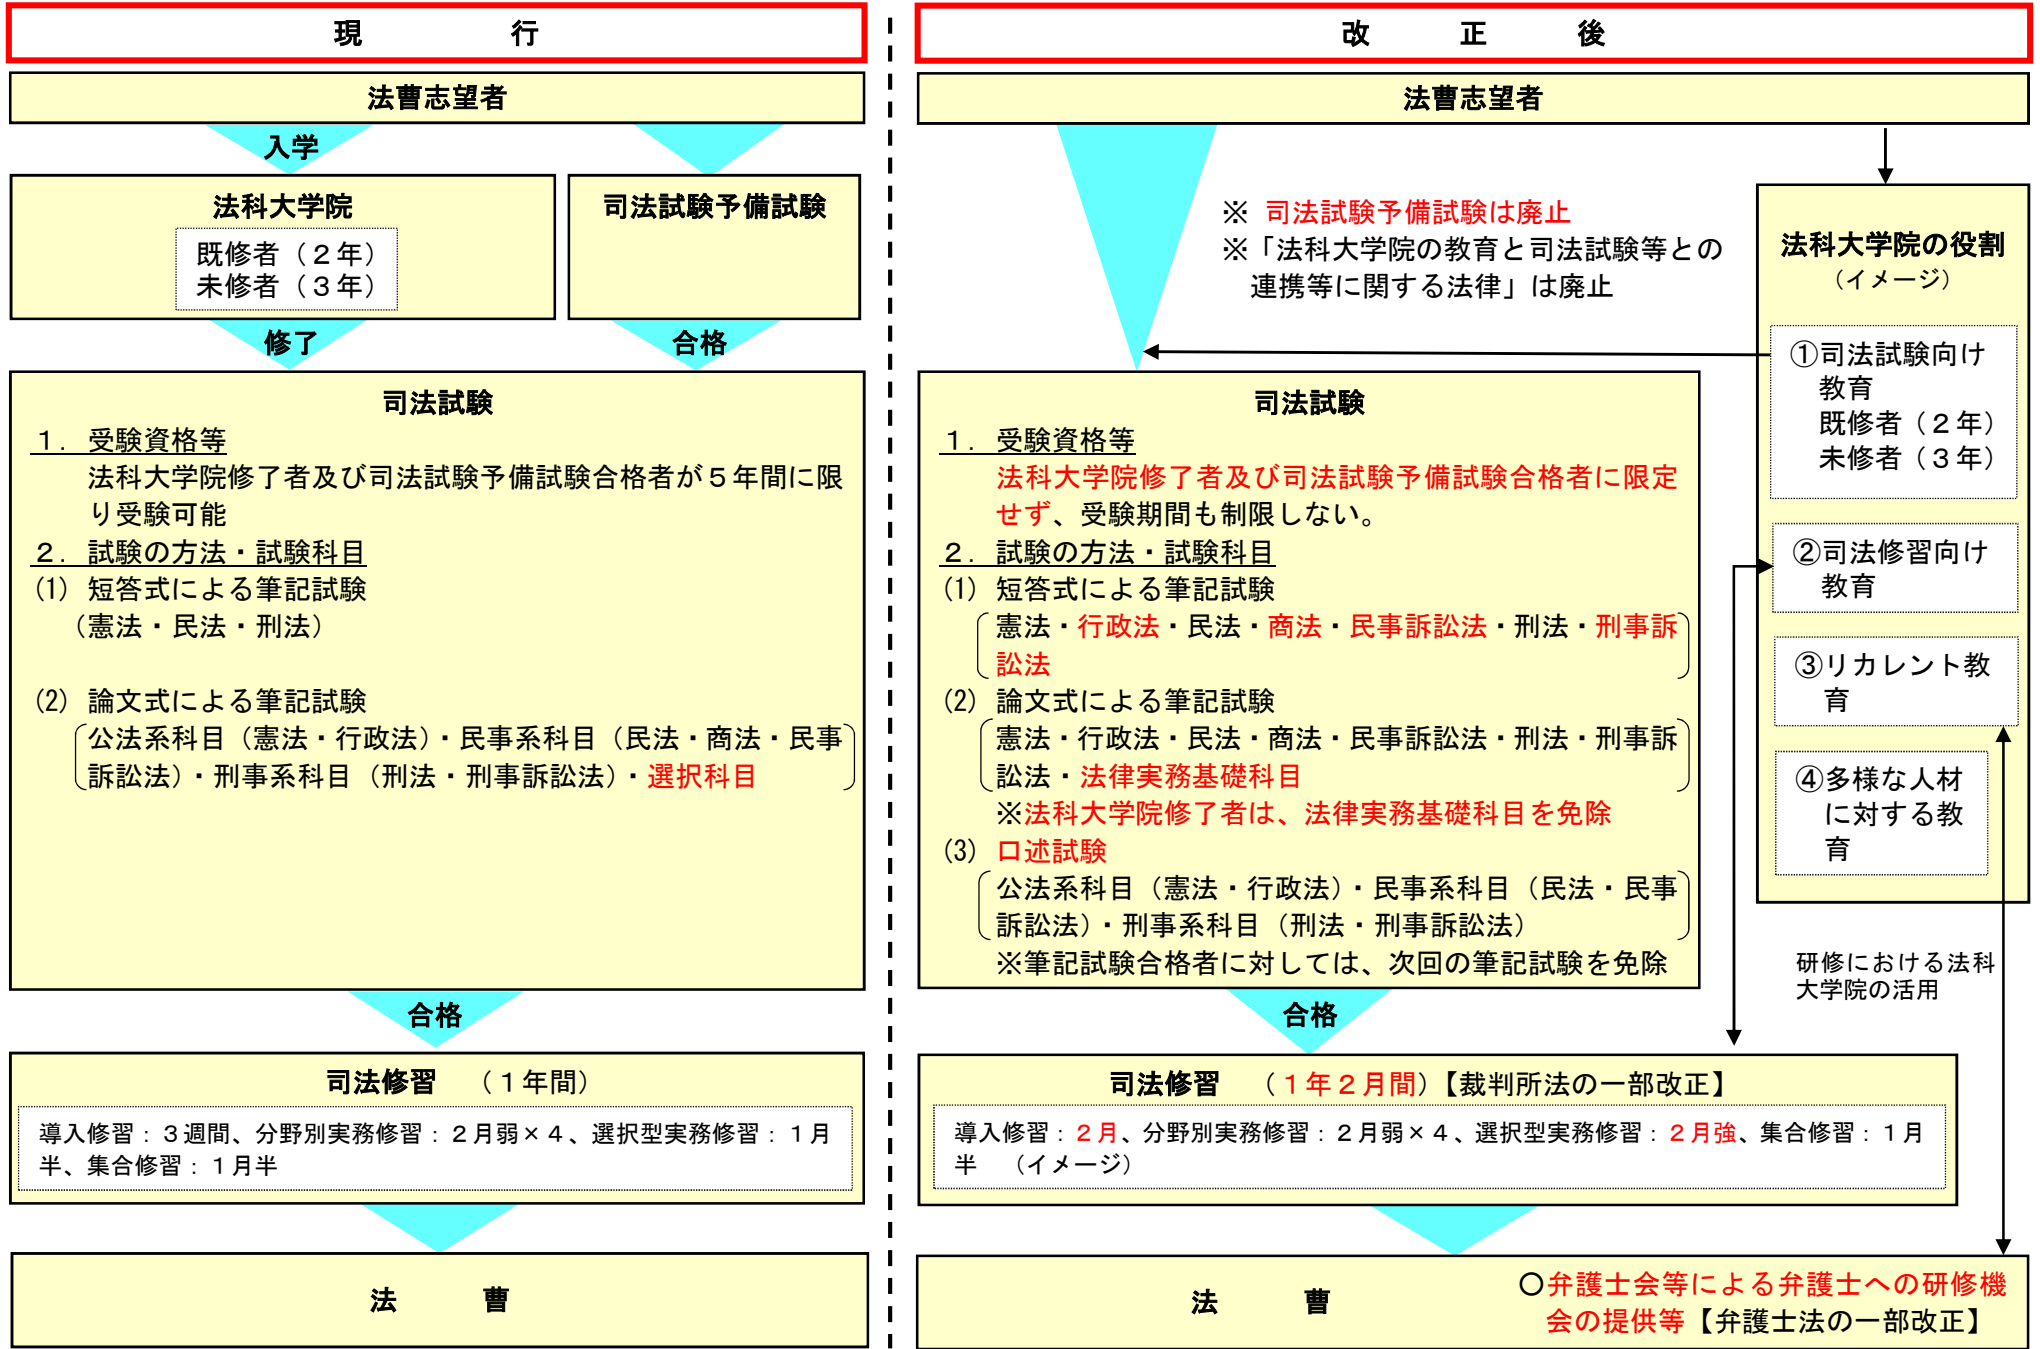 現　行
法曹志望者
入学
法科大学院
既修者（２年）
未修者（３年）
司法試験予備試験
修了
合格
司法試験
１．受験資格等
法科大学院修了者及び司法試験予備試験合格者が５年間に限
り受験可能
２．試験の方法・試験科目
(1) 短答式による筆記試験
（憲法・民法・刑法）
(2) 論文式による筆記試験
公法系科目（憲法・行政法）・民事系科目（民法・商法・民事
訴訟法）・刑事系科目（刑法・刑事訴訟法）・選択科目
合格
司法修習　（１年間）
導入修習：３週間、分野別実務修習：２月弱×４、選択型実務修習：１月
半、集合修習：１月半
法　曹
改　正　後
法曹志望者
※ 司法試験予備試験は廃止
※「法科大学院の教育と司法試験等との
連携等に関する法律」は廃止
司法試験
１．受験資格等
法科大学院修了者及び司法試験予備試験合格者に限定
せず、受験期間も制限しない。
２．試験の方法・試験科目
(1) 短答式による筆記試験
憲法・行政法・民法・商法・民事訴訟法・刑法・刑事訴
訟法
(2) 論文式による筆記試験
憲法・行政法・民法・商法・民事訴訟法・刑法・刑事訴
訟法・法律実務基礎科目
※法科大学院修了者は、法律実務基礎科目を免除
(3) 口述試験
公法系科目（憲法・行政法）・民事系科目（民法・民事
訴訟法）・刑事系科目（刑法・刑事訴訟法）
※筆記試験合格者に対しては、次回の筆記試験を免除
法科大学院の役割
（イメージ）
①司法試験向け
教育
既修者（２年）
未修者（３年）
②司法修習向け
教育
③リカレント教
育
④多様な人材
に対する教
育
研修における法科
大学院の活用
合格
司法修習　（１年２月間）【裁判所法の一部改正】
導入修習：２月、分野別実務修習：２月弱×４、選択型実務修習：２月強、集合修習：１月
半　（イメージ）
法　曹
○弁護士会等による弁護士への研修機
会の提供等【弁護士法の一部改正】